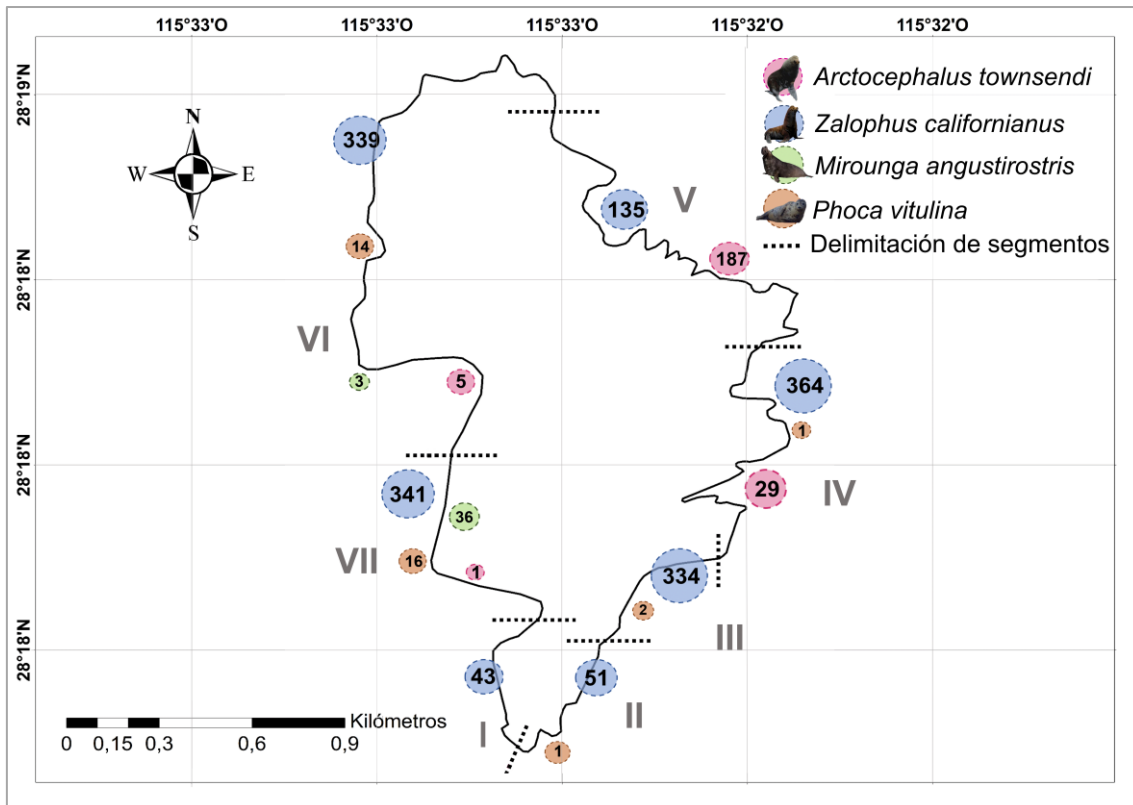 115°33'O 115°33'O 115°33'O 115°32'O 115°32'O
28°19'N
28°18'N
28°18'N
28°18'N
N
W E
S
Arctocephalus townsendi
Zalophus californianus
Mirounga angustirostris
Phoca vitulina
Delimitación de segmentos
339
135
V
187
14
VI
3
5
364
1
341
36
29
IV
VII
16
1
334
2
III
43
51
II
I
1
Kilómetros
0 0,15 0,3 0,6 0,9